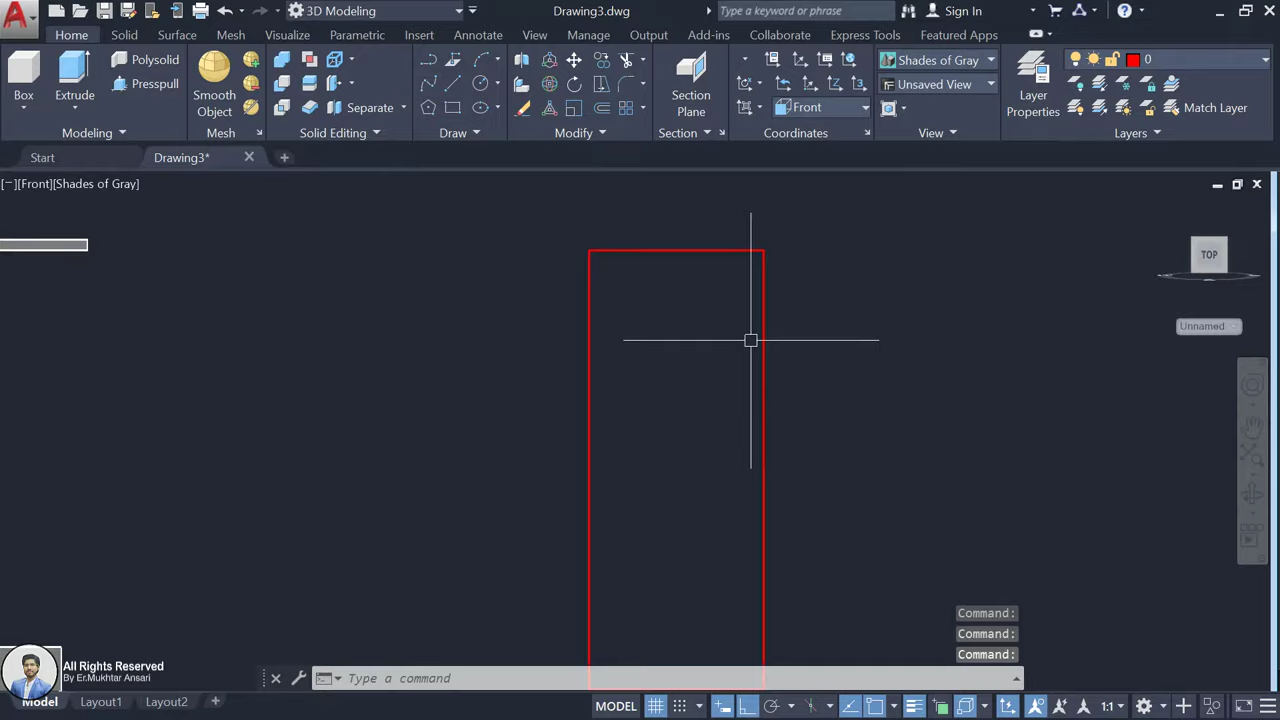 3D Modeling
Drawing3.dwg
Type a keyword or phrase
Sign In
Home Solid Surface Mesh Visualize Parametric Insert Annotate View Manage Output Add-ins Collaborate Express Tools Featured Apps
Box
Extrude
Polysolid
Presspull
Smooth
Object
Separate
Section
Plane
Front
Shades of Gray
Unsaved View
Layer
Properties
0
Match Layer
Modeling Mesh Solid Editing Draw Modify Section Coordinates View Layers
Start Drawing3*
[−][Front][Shades of Gray]
TOP
Unnamed
Command:
Command:
Command:
All Rights Reserved
By Er.Mukhtar Ansari
Type a command
Model Layout1 Layout2
MODEL
1:1